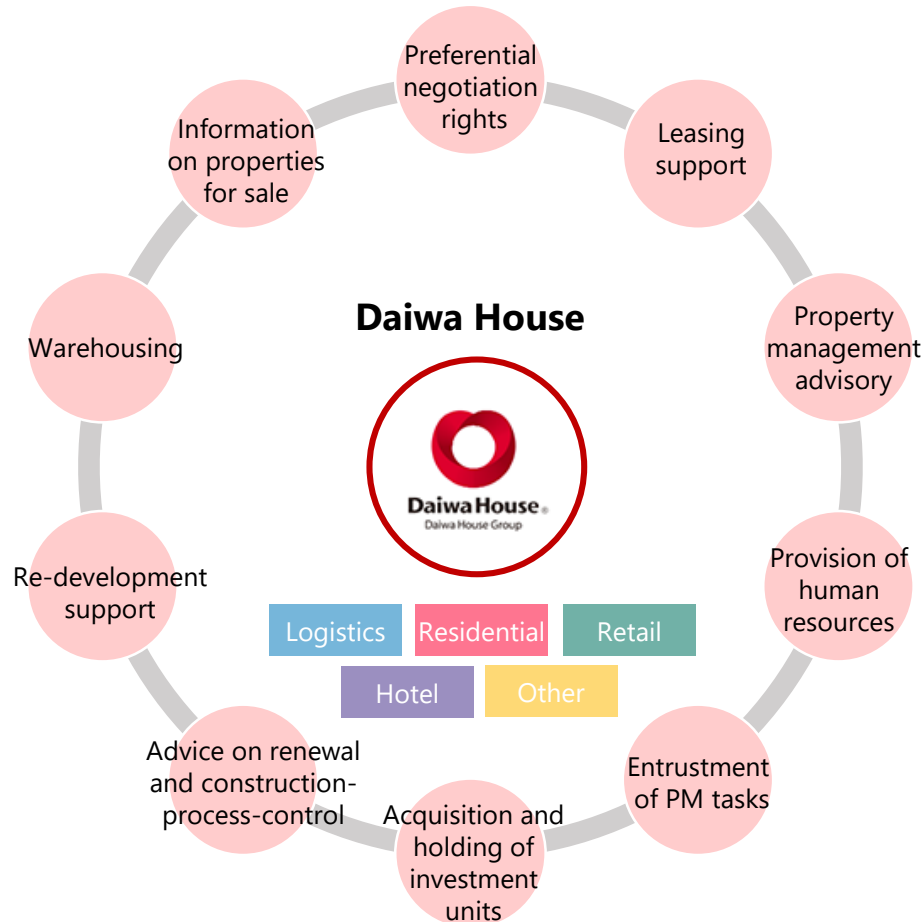 Preferential
negotiation
rights
Leasing
support
Property
management
advisory
Provision of
human
resources
Entrustment
of PM tasks
Acquisition and
holding of
investment
units
Advice on renewal
and construction-
process-control
Re-development
support
Warehousing
Information
on properties
for sale
Daiwa House
Daiwa House®
Daiwa House Group
Logistics
Residential
Retail
Hotel
Other